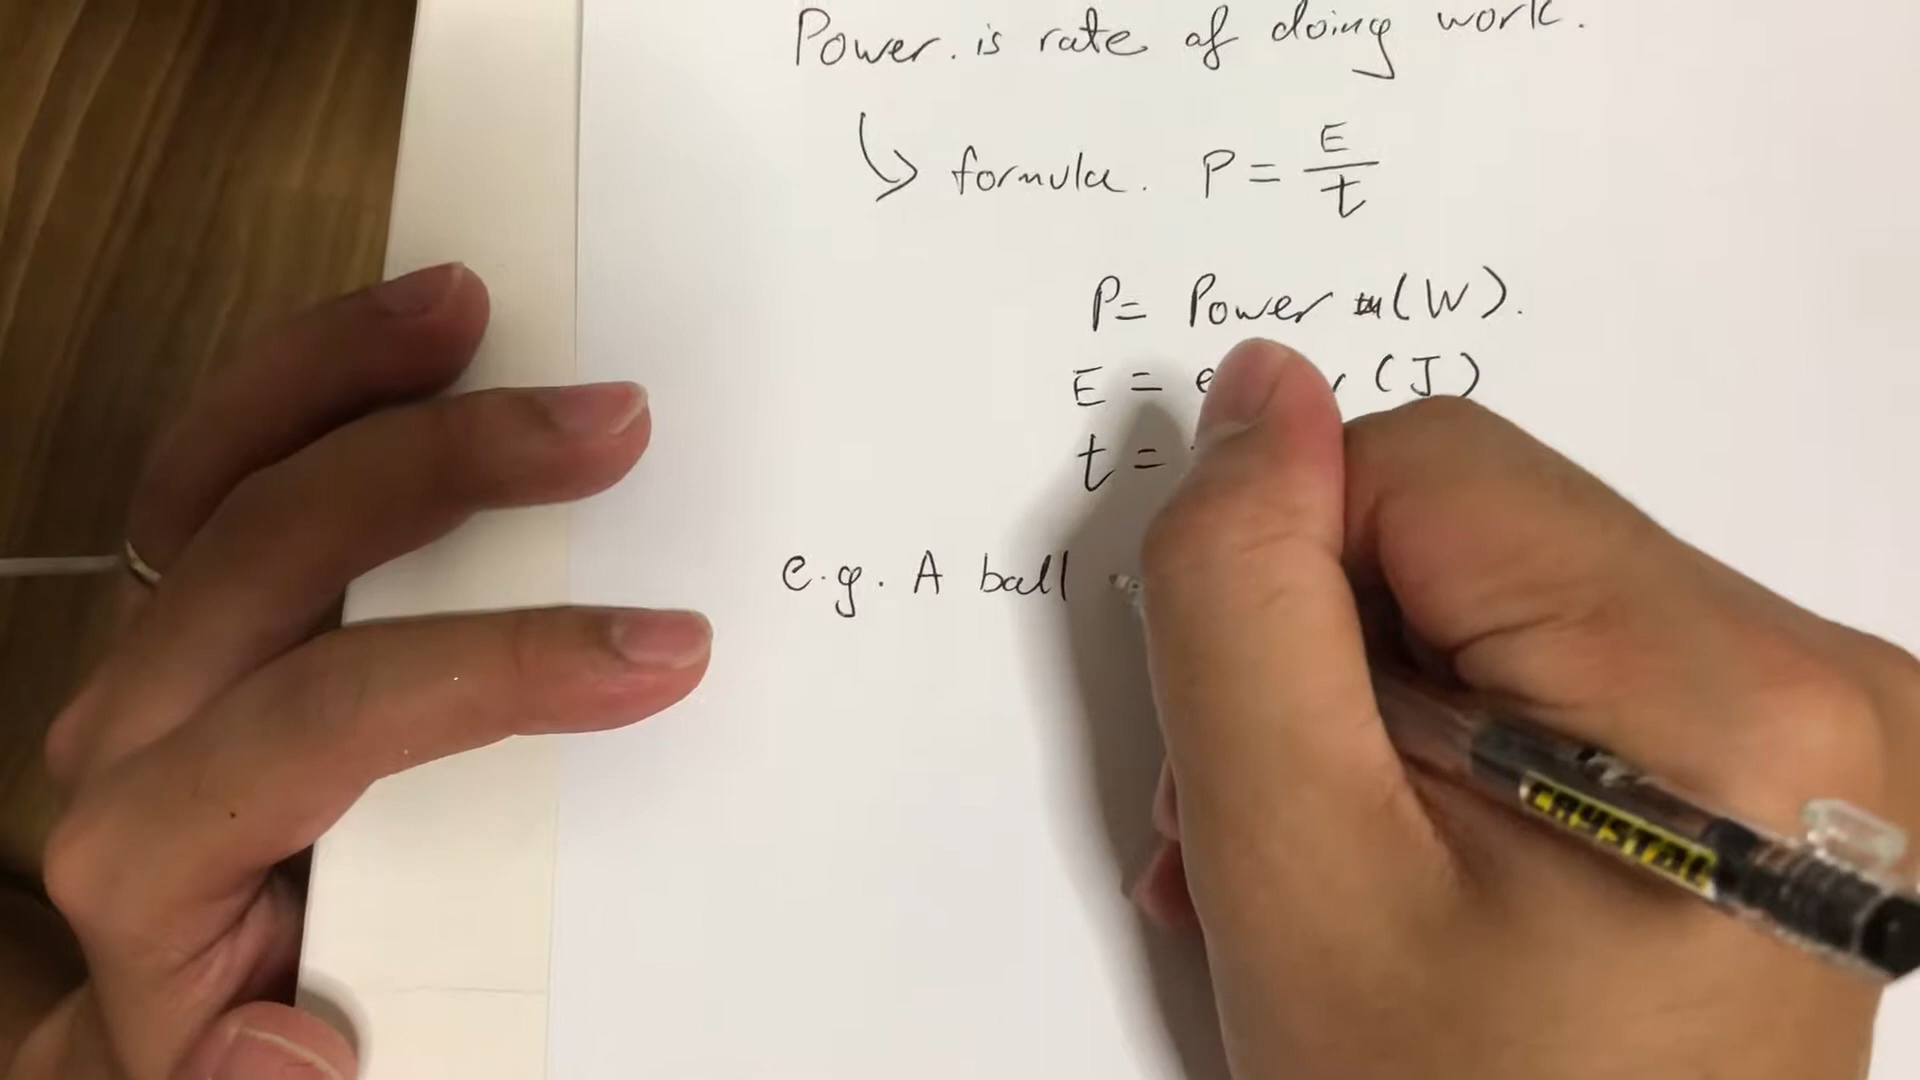 Power. is rate of doing work.
formula. P = E/t
P = Power (W).
E = (J)
t =
e.g. A ball
CRYSTAL